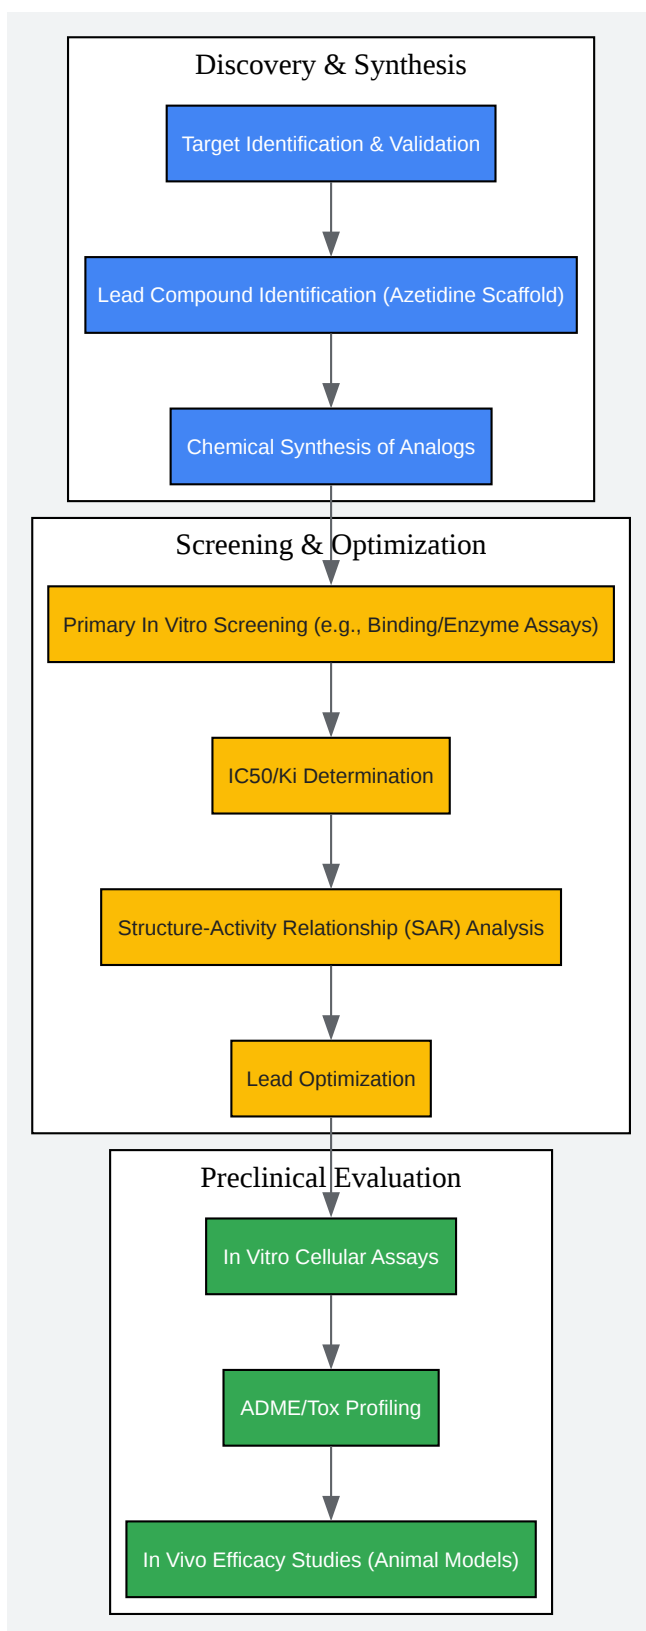 Discovery & Synthesis
Target Identification & Validation
Lead Compound Identification (Azetidine Scaffold)
Chemical Synthesis of Analogs
Screening & Optimization
Primary In Vitro Screening (e.g., Binding/Enzyme Assays)
IC50/Ki Determination
Structure-Activity Relationship (SAR) Analysis
Lead Optimization
Preclinical Evaluation
In Vitro Cellular Assays
ADME/Tox Profiling
In Vivo Efficacy Studies (Animal Models)